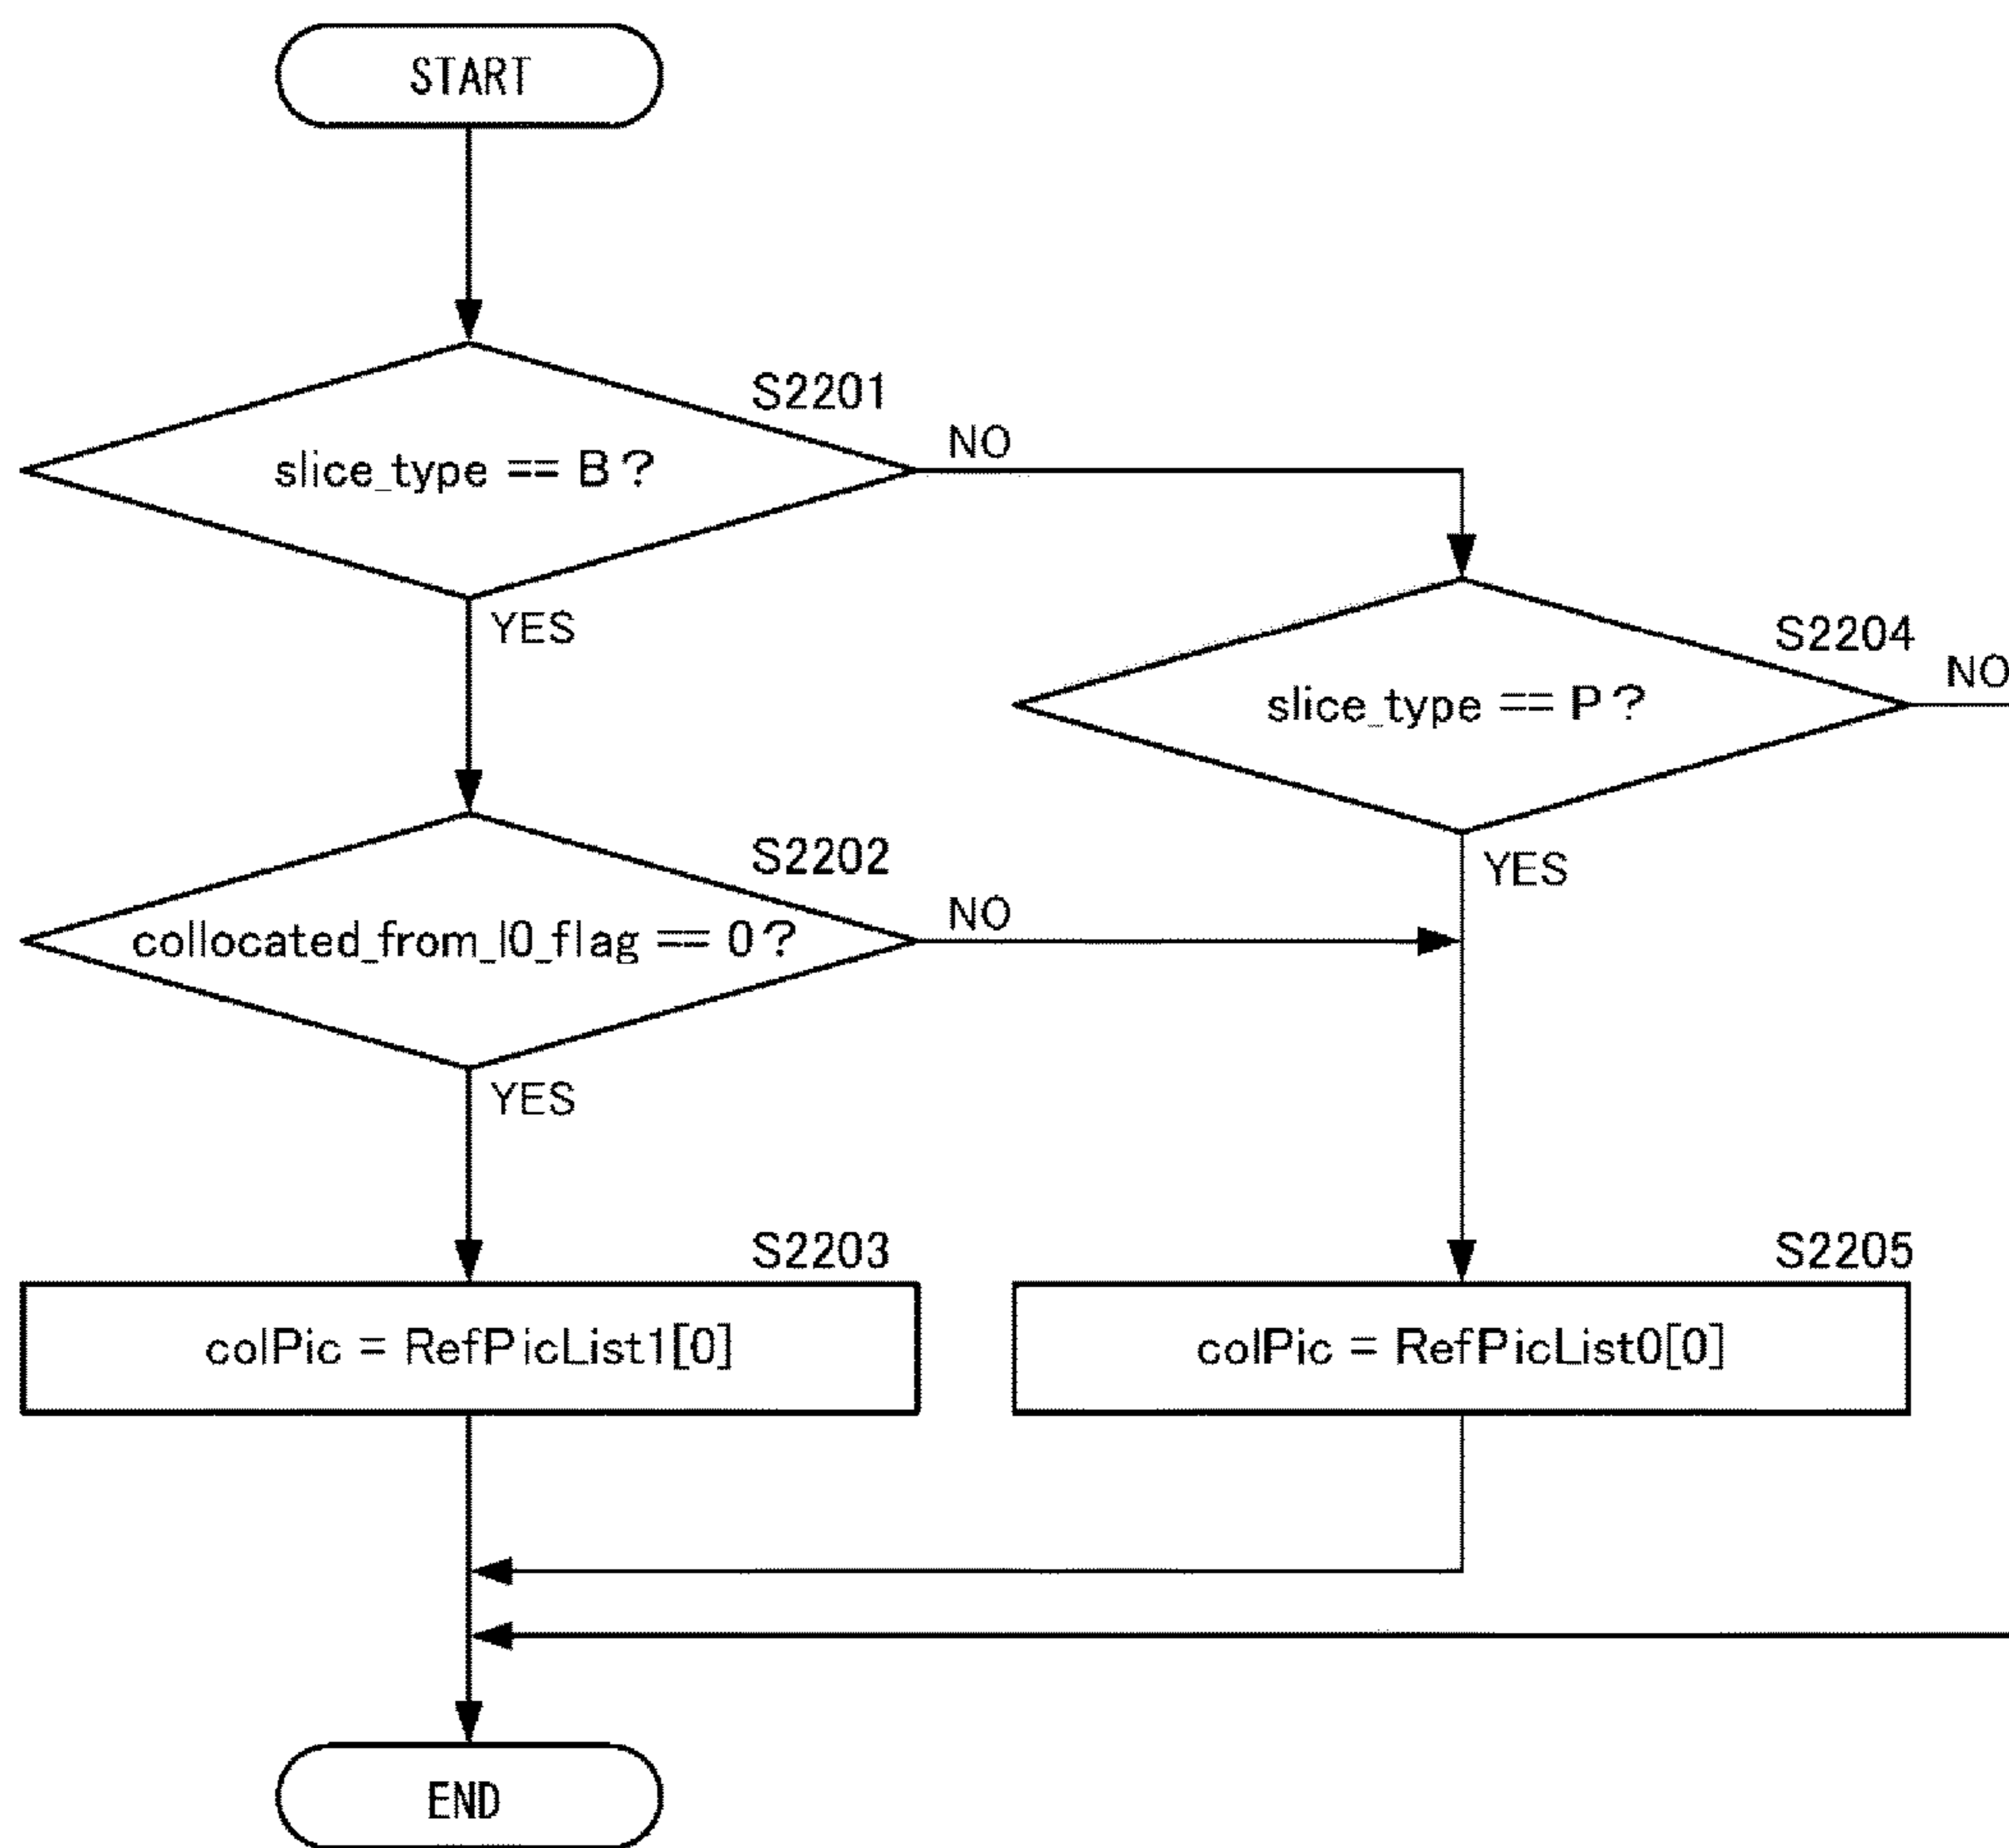 START
S2201
slice_type == B ?
NO
YES
S2204
slice_type == P ?
NO
YES
S2202
collocated_from_l0_flag == 0 ?
NO
YES
S2203
colPic = RefPicList1[0]
S2205
colPic = RefPicList0[0]
END